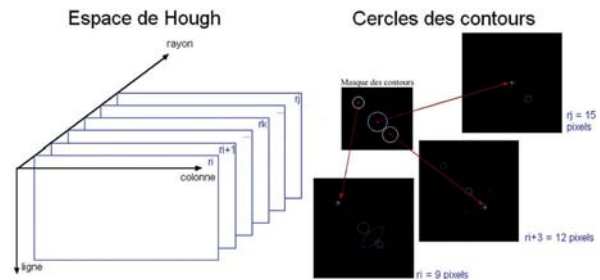 Espace de Hough
rayon
rj
...
rk
...
ri+1
ri
colonne
ligne
Cercles des contours
Masque des contours
rj = 15
pixels
ri+3 = 12 pixels
ri = 9 pixels